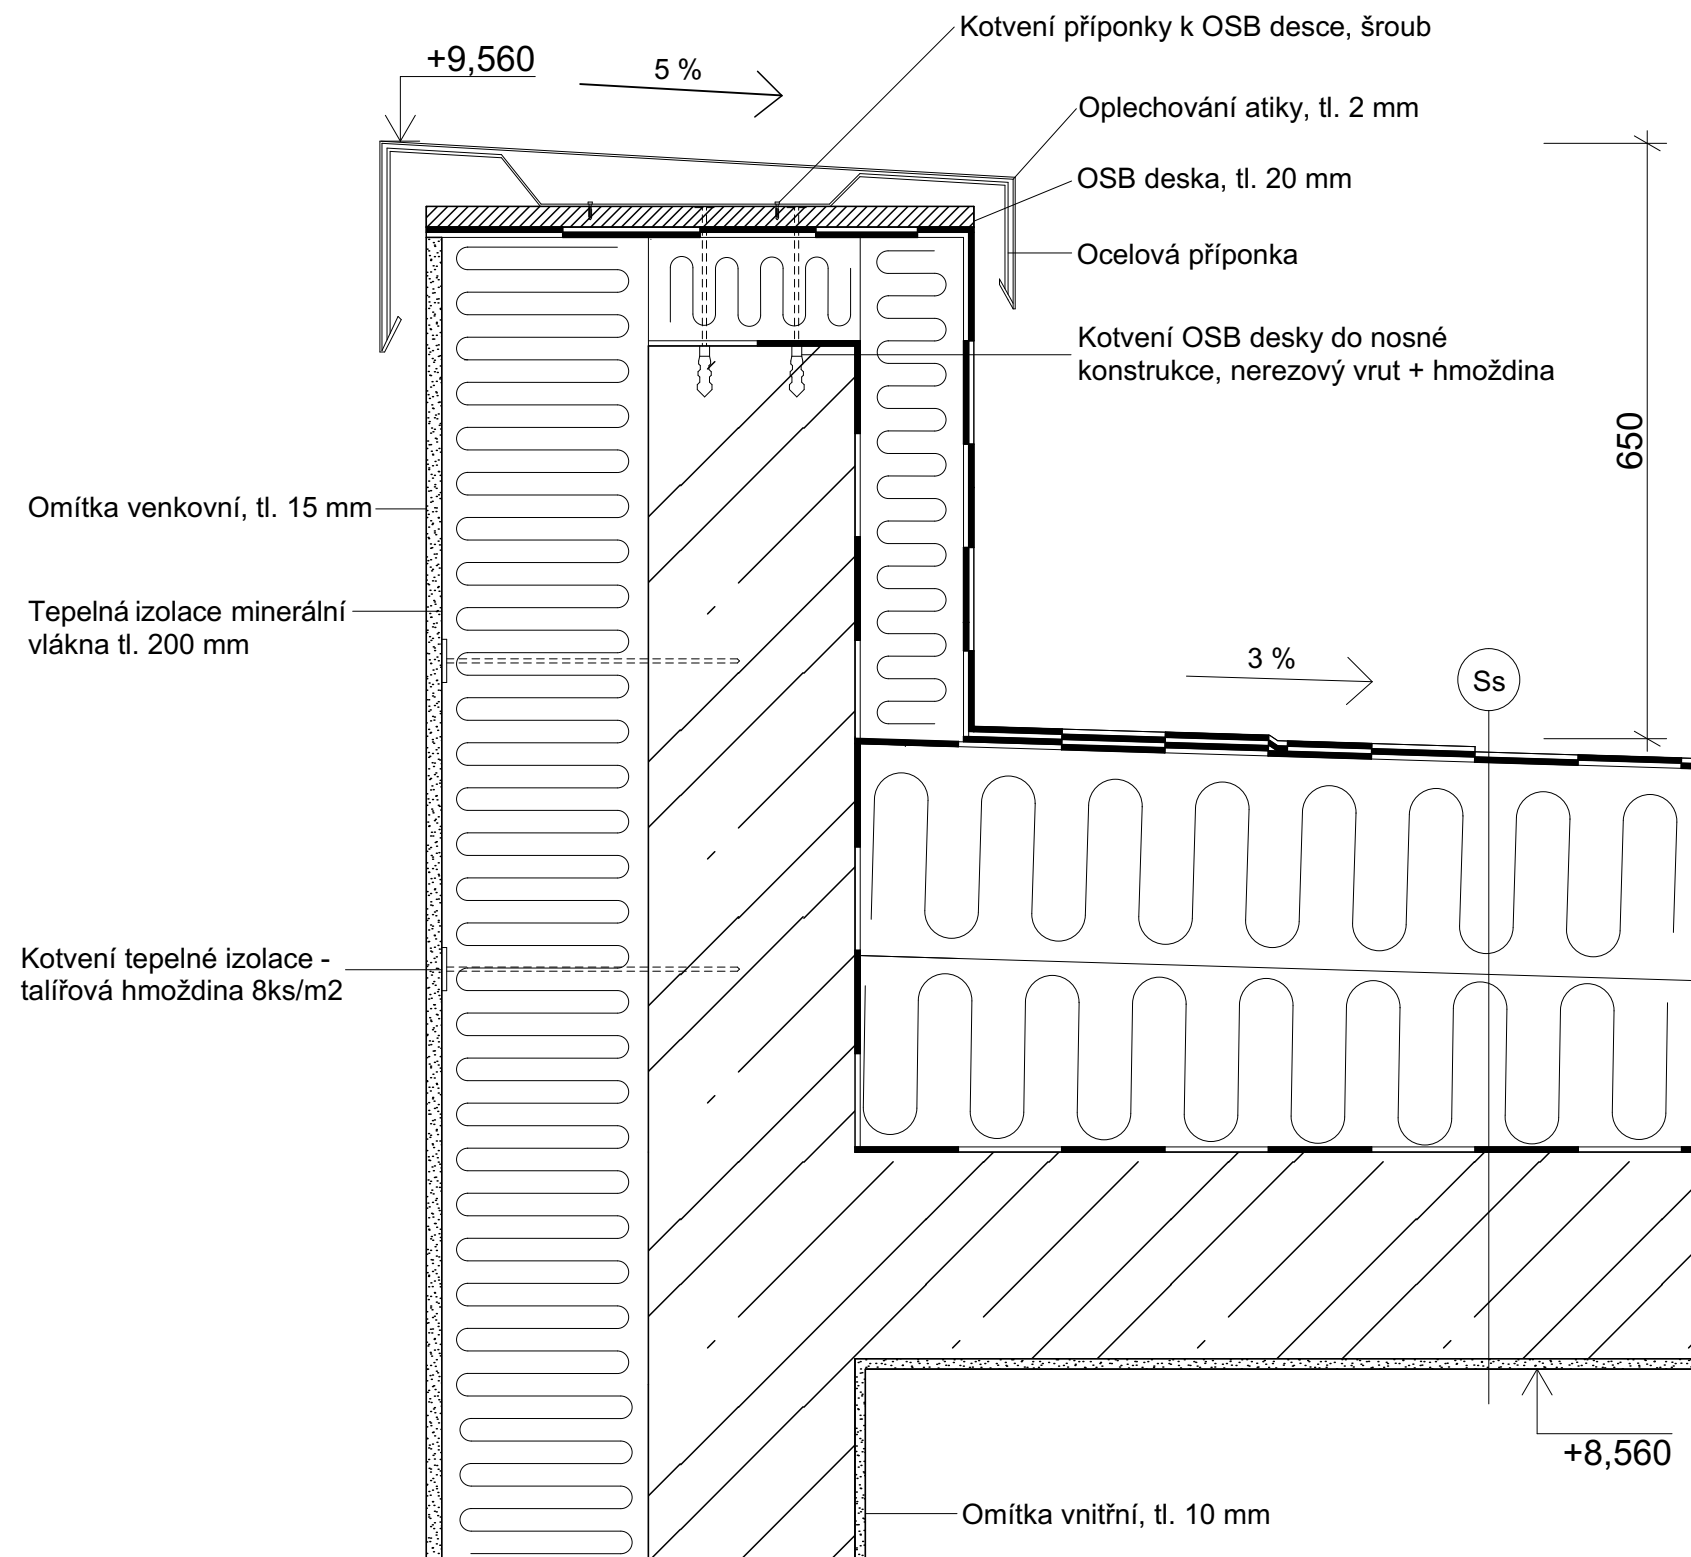 Kotvení příponky k OSB desce, šroub
+9,560
5 %
Oplechování atiky, tl. 2 mm
OSB deska, tl. 20 mm
Ocelová příponka
Kotvení OSB desky do nosné
konstrukce, nerezový vrut + hmoždina
650
Omítka venkovní, tl. 15 mm
Tepelná izolace minerální
vlákna tl. 200 mm
3 %
Ss
Kotvení tepelné izolace -
talířová hmoždina 8ks/m2
+8,560
Omítka vnitřní, tl. 10 mm